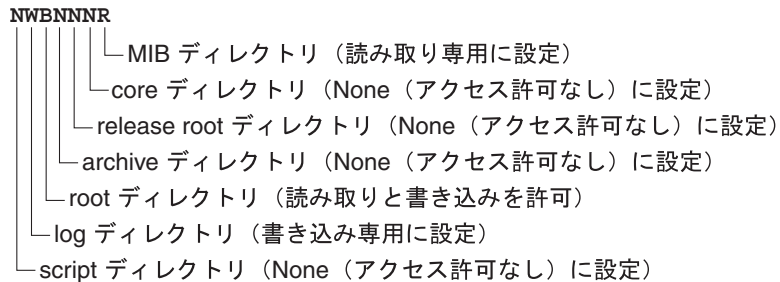 NWBNNNR
MIB ディレクトリ（読み取り専用に設定）
core ディレクトリ（None（アクセス許可なし）に設定）
release root ディレクトリ（None（アクセス許可なし）に設定）
archive ディレクトリ（None（アクセス許可なし）に設定）
root ディレクトリ（読み取りと書き込みを許可）
log ディレクトリ（書き込み専用に設定）
script ディレクトリ（None（アクセス許可なし）に設定）